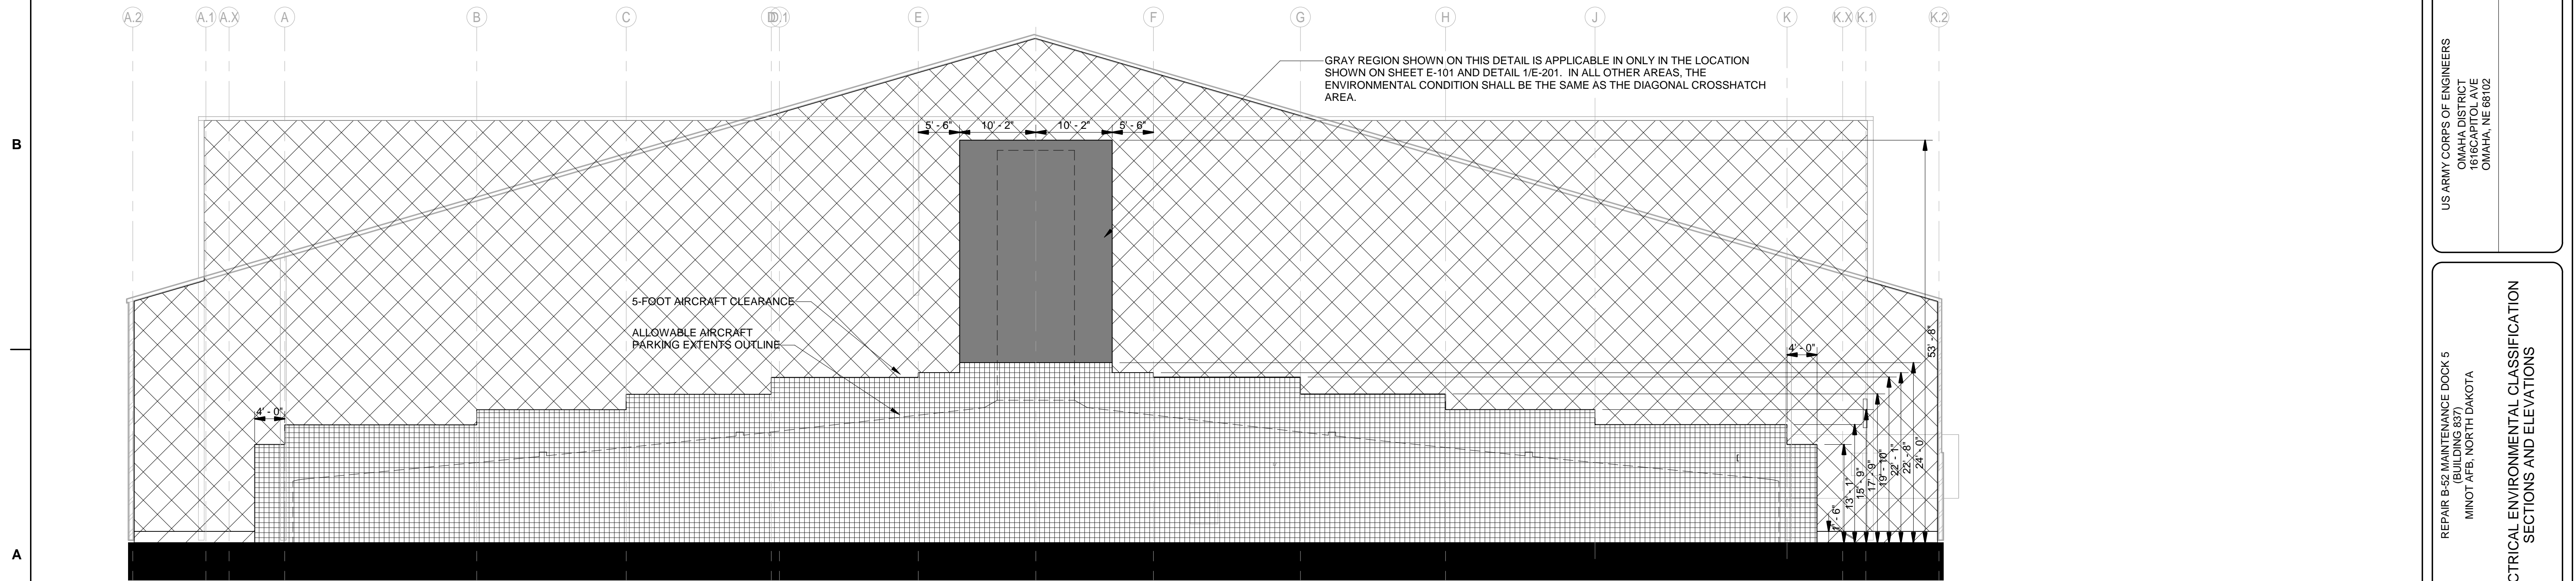 A.2 A.1 A.X A B C D D.1 E F G H J K K.X K.1 K.2
GRAY REGION SHOWN ON THIS DETAIL IS APPLICABLE IN ONLY IN THE LOCATION
SHOWN ON SHEET E-101 AND DETAIL 1/E-201. IN ALL OTHER AREAS, THE
ENVIRONMENTAL CONDITION SHALL BE THE SAME AS THE DIAGONAL CROSSHATCH
AREA.
5' - 6" 10' - 2" 10' - 2" 5' - 6"
B
5-FOOT AIRCRAFT CLEARANCE
ALLOWABLE AIRCRAFT
PARKING EXTENTS OUTLINE
4' - 0"
4' - 0"
1' - 6"
13' - 1"
15' - 9"
17' - 9"
19' - 10"
22' - 1"
22' - 8"
24' - 0"
53' - 8"
A
US ARMY CORPS OF ENGINEERS
OMAHA DISTRICT
1616CAPITOL AVE
OMAHA, NE 68102
REPAIR B-52 MAINTENANCE DOCK 5
(BUILDING 837)
MINOT AFB, NORTH DAKOTA
CTRICAL ENVIRONMENTAL CLASSIFICATION
SECTIONS AND ELEVATIONS